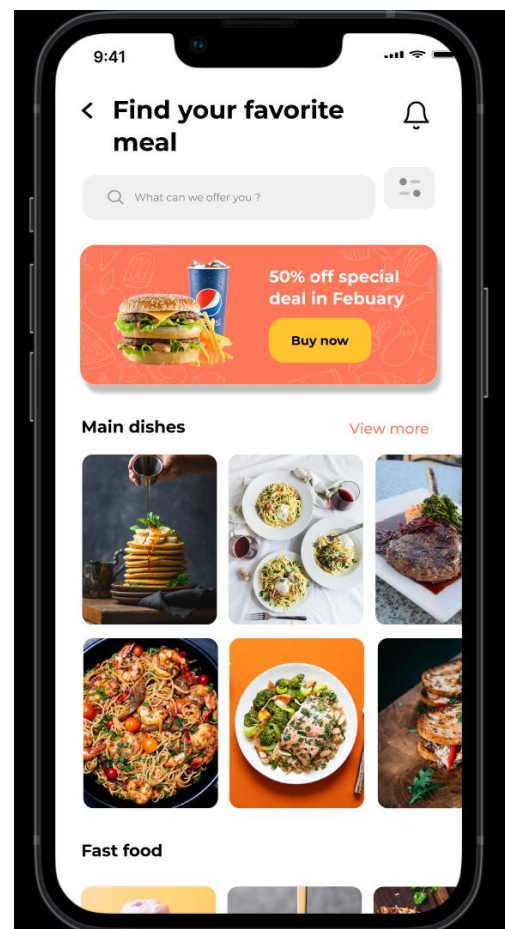 9:41
Find your favorite
meal
What can we offer you ?
50% off special
deal in Febuary
Buy now
pepsi
Main dishes
View more
Fast food